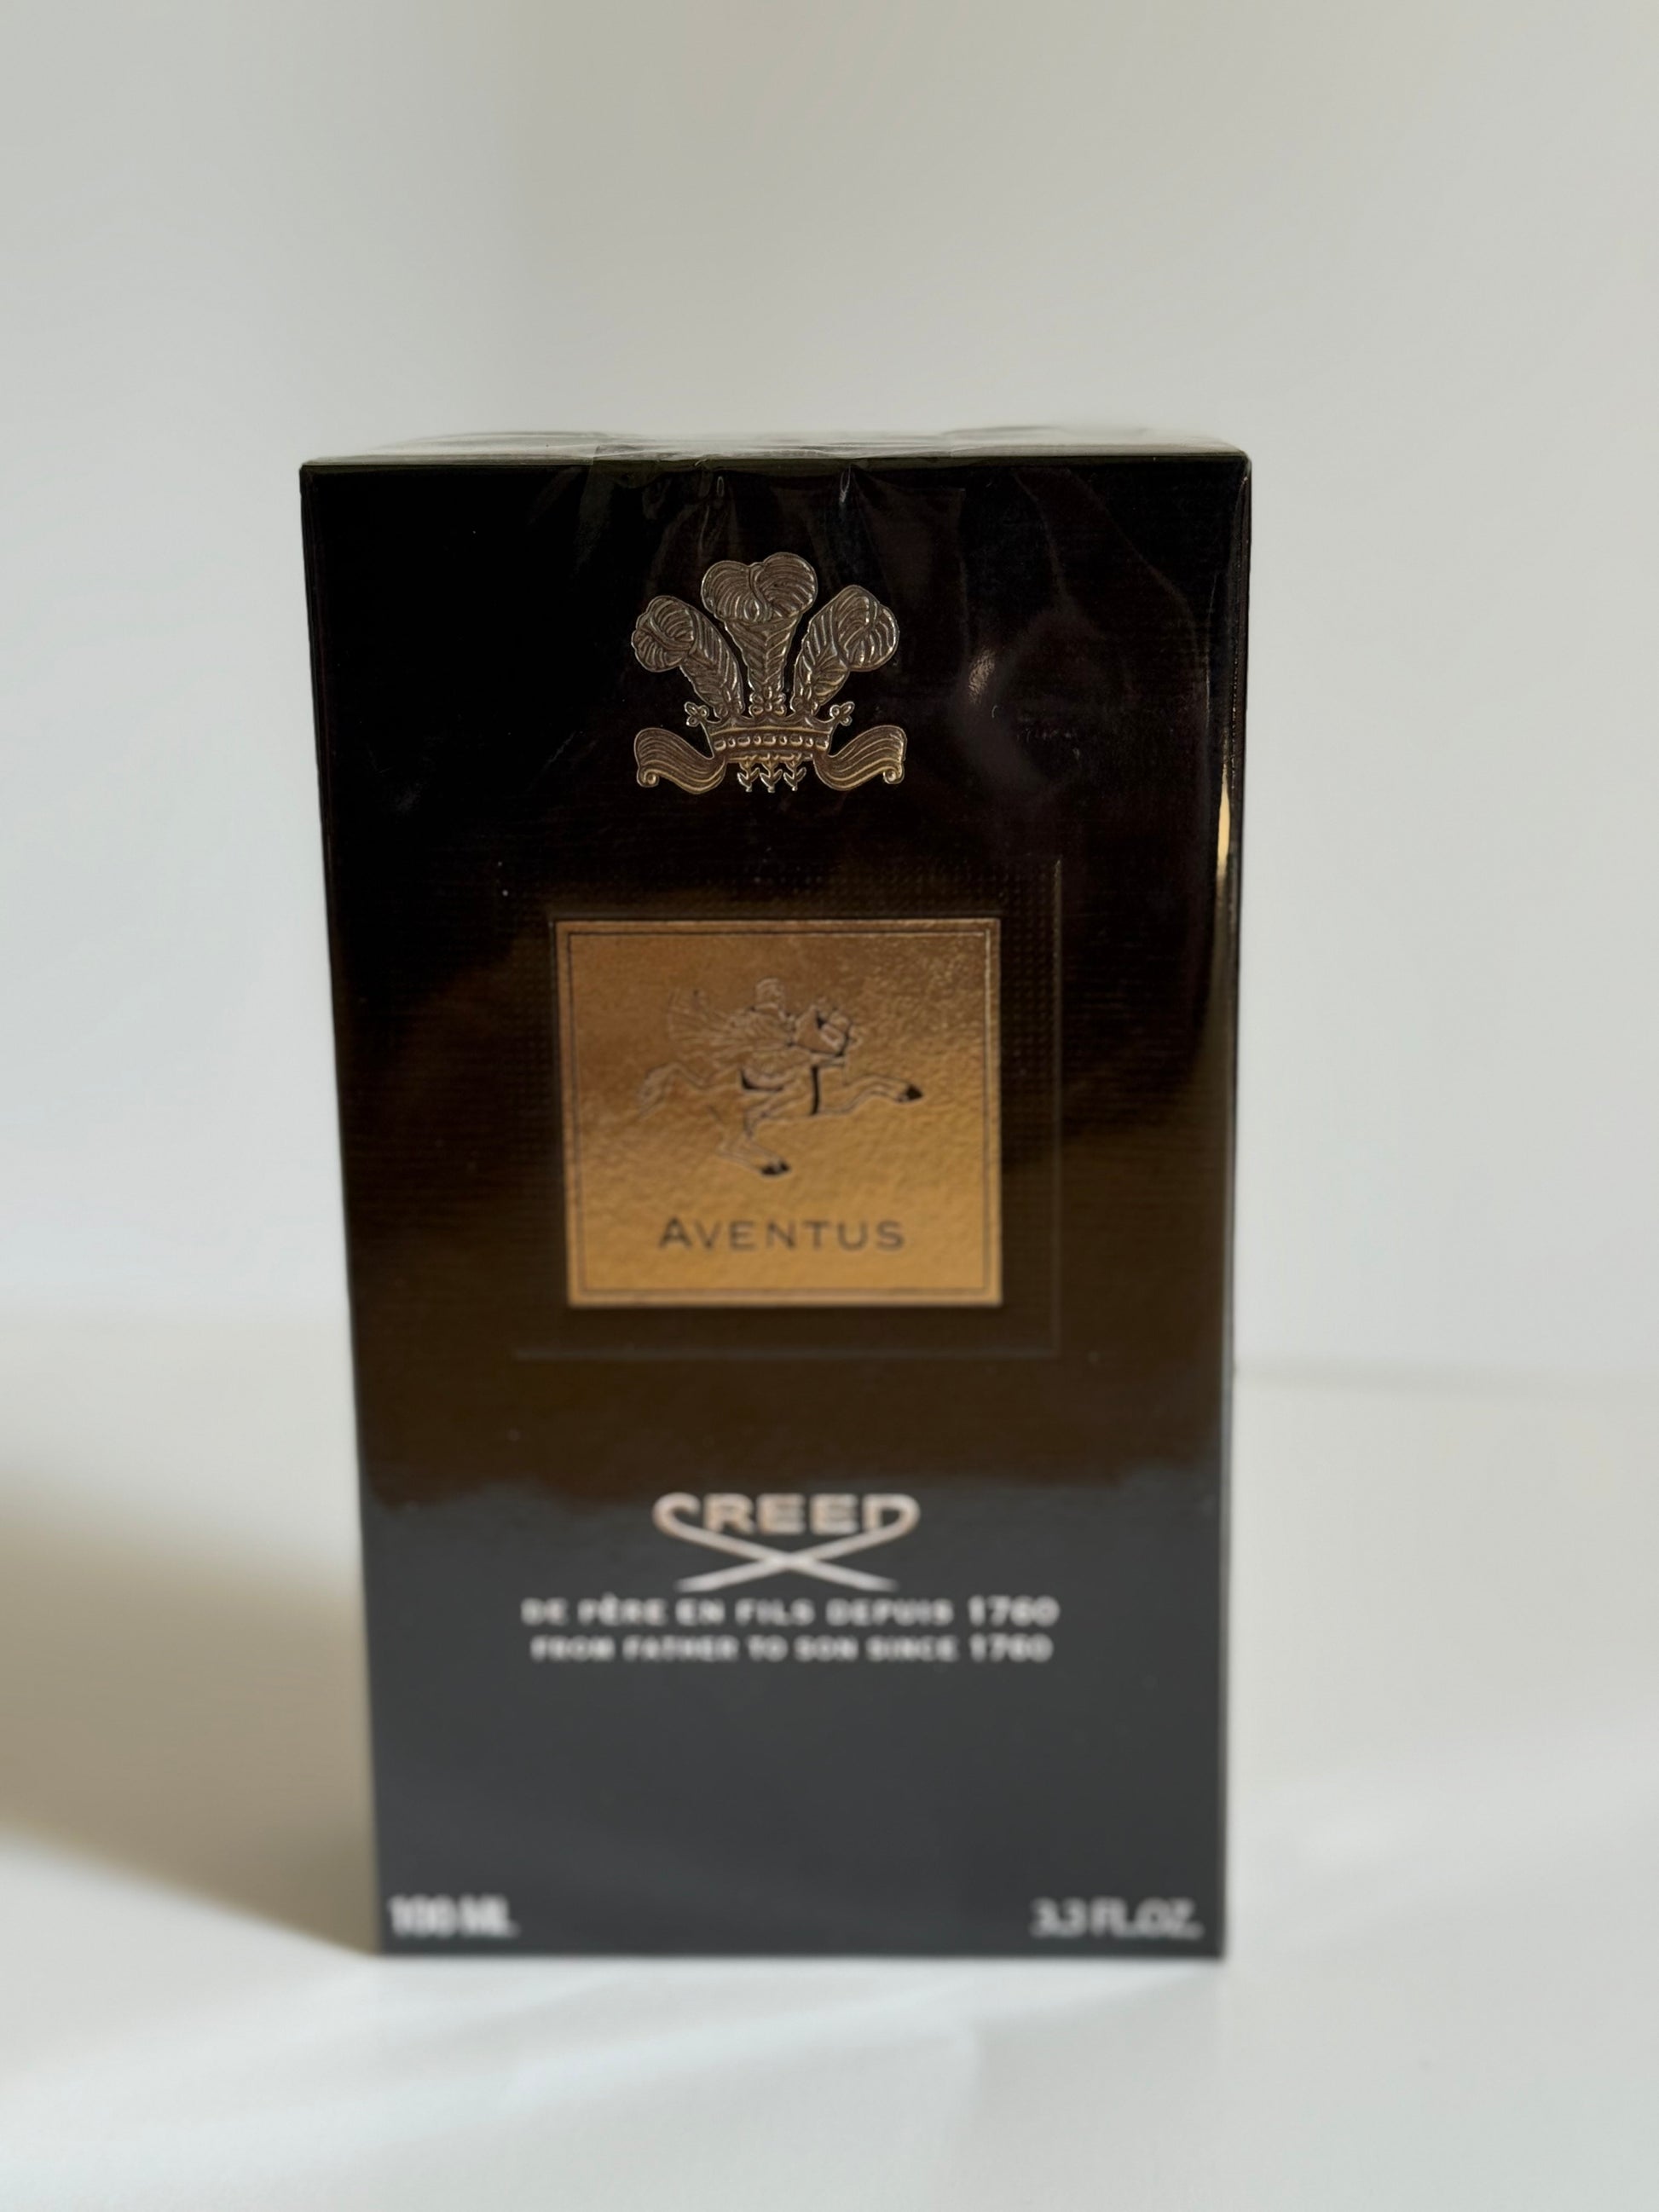 AVENTUS
CREED
DE PÈRE EN FILS DEPUIS 1760
FROM FATHER TO SON SINCE 1760
100 ML
3.3 FL.OZ.